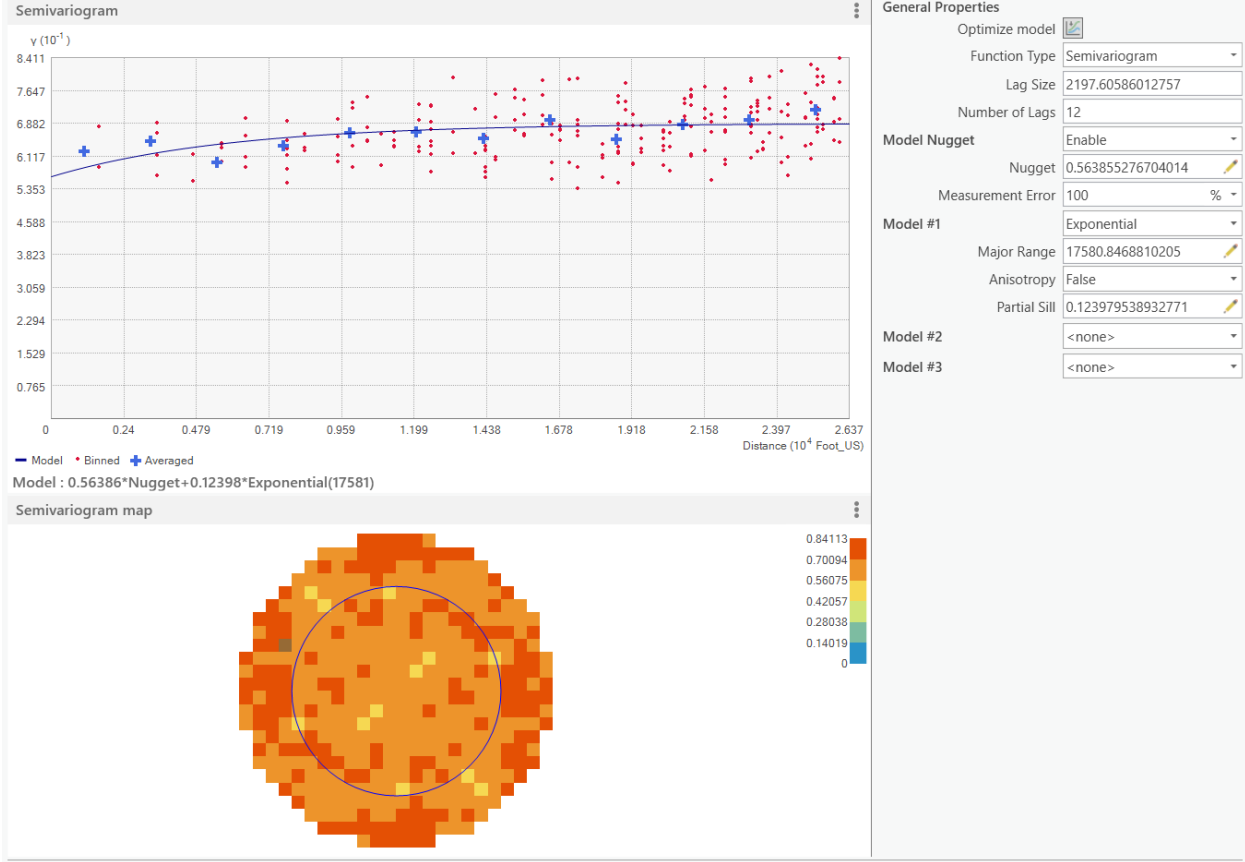 Semivariogram
γ (10⁻¹)
8.411
7.647
6.882
6.117
5.353
4.588
3.823
3.059
2.294
1.529
0.765
0
0.24
0.479
0.719
0.959
1.199
1.438
1.678
1.918
2.158
2.397
2.637
Distance (10⁴ Foot_US)
Model Binned Averaged
Model : 0.56386*Nugget+0.12398*Exponential(17581)
Semivariogram map
0.84113
0.70094
0.56075
0.42057
0.28038
0.14019
0
General Properties
Optimize model
Function Type Semivariogram
Lag Size 2197.60586012757
Number of Lags 12
Model Nugget Enable
Nugget 0.563855276704014
Measurement Error 100 %
Model #1 Exponential
Major Range 17580.8468810205
Anisotropy False
Partial Sill 0.123979538932771
Model #2 <none>
Model #3 <none>